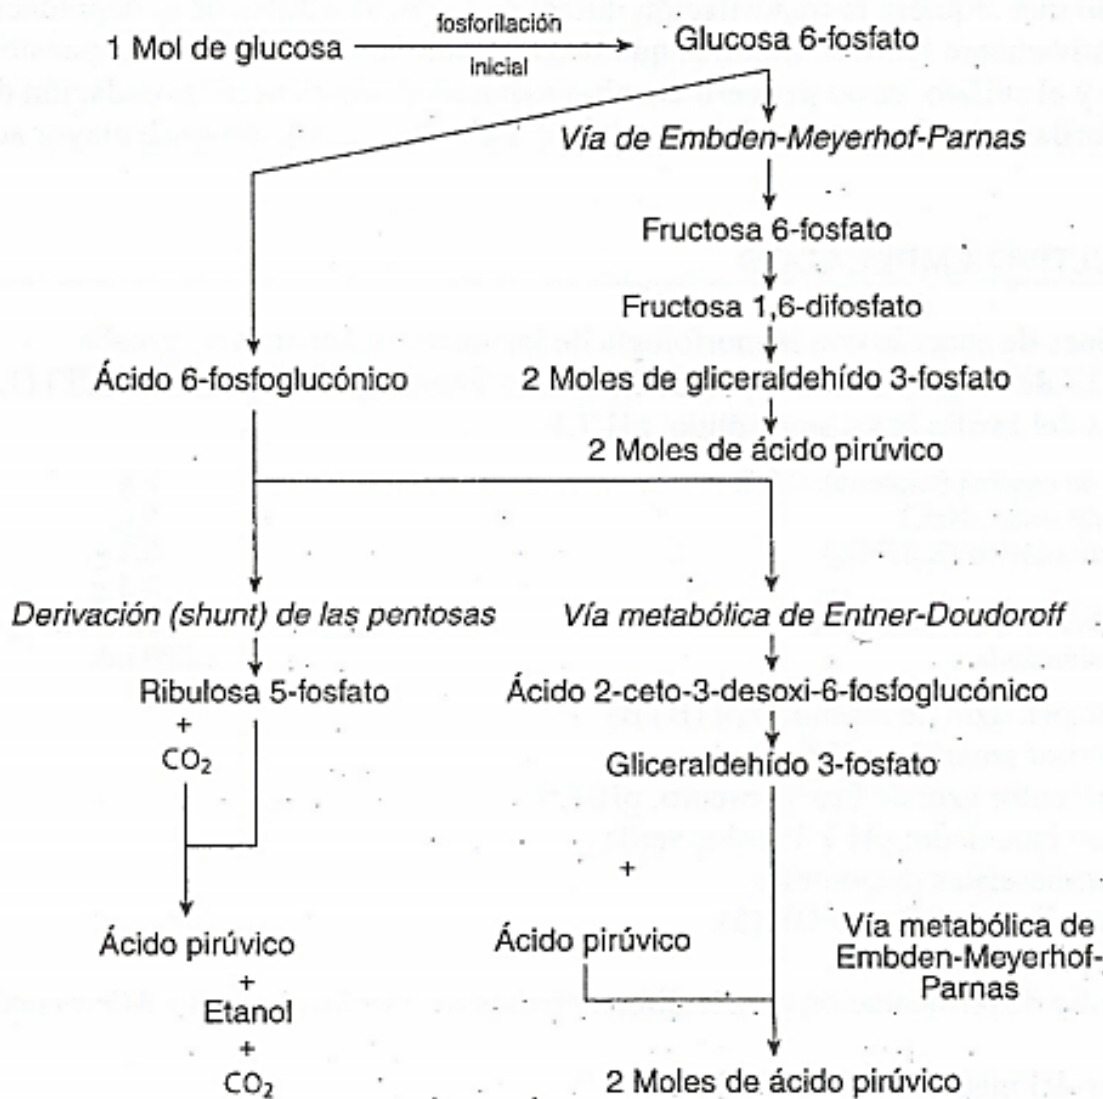 fosforilación
1 Mol de glucosa
Glucosa 6-fosfato
inicial
Vía de Embden-Meyerhof-Parnas
Fructosa 6-fosfato
Fructosa 1,6-difosfato
Ácido 6-fosfoglucónico
2 Moles de gliceraldehído 3-fosfato
2 Moles de ácido pirúvico
Derivación (shunt) de las pentosas
Vía metabólica de Entner-Doudoroff
Ribulosa 5-fosfato
Ácido 2-ceto-3-desoxi-6-fosfoglucónico
+
CO₂
Gliceraldehído 3-fosfato
+
Ácido pirúvico
Ácido pirúvico
Vía metabólica de
Embden-Meyerhof-
Parnas
+
Etanol
+
CO₂
2 Moles de ácido pirúvico